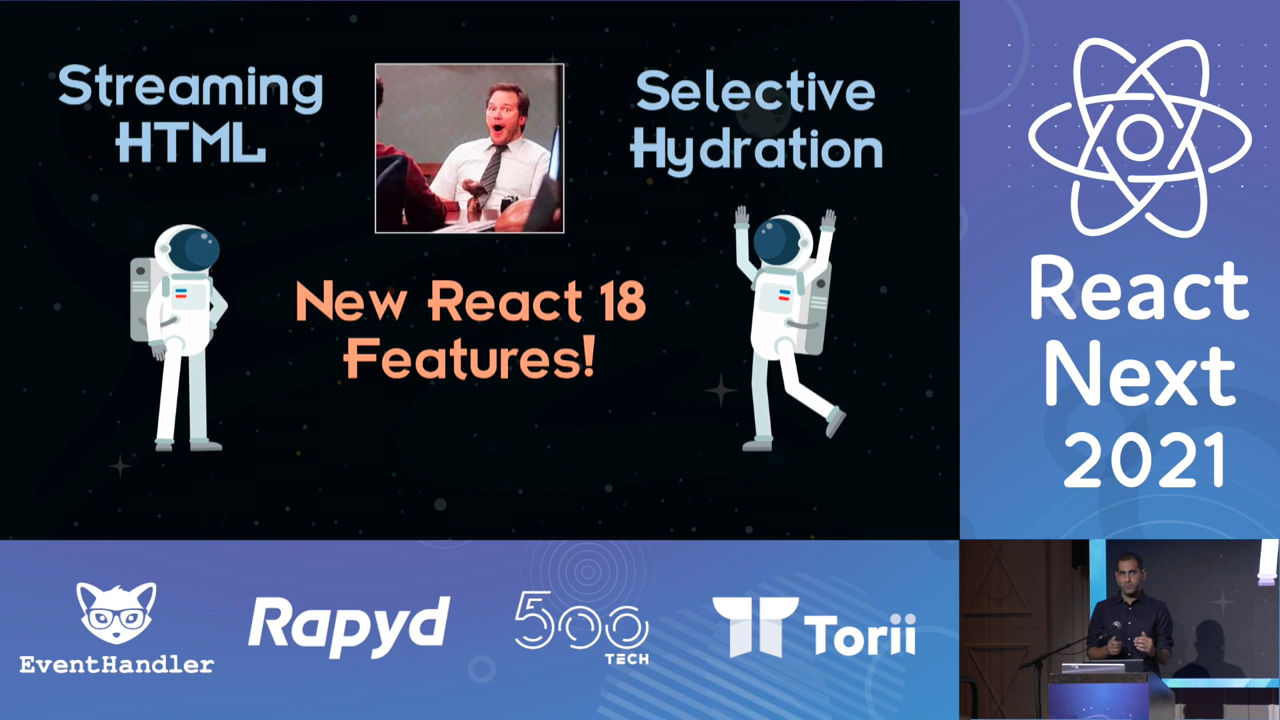 Streaming
HTML
Selective
Hydration
New React 18
Features!
React
Next
2021
EventHandler
Rapyd
500
TECH
Torii